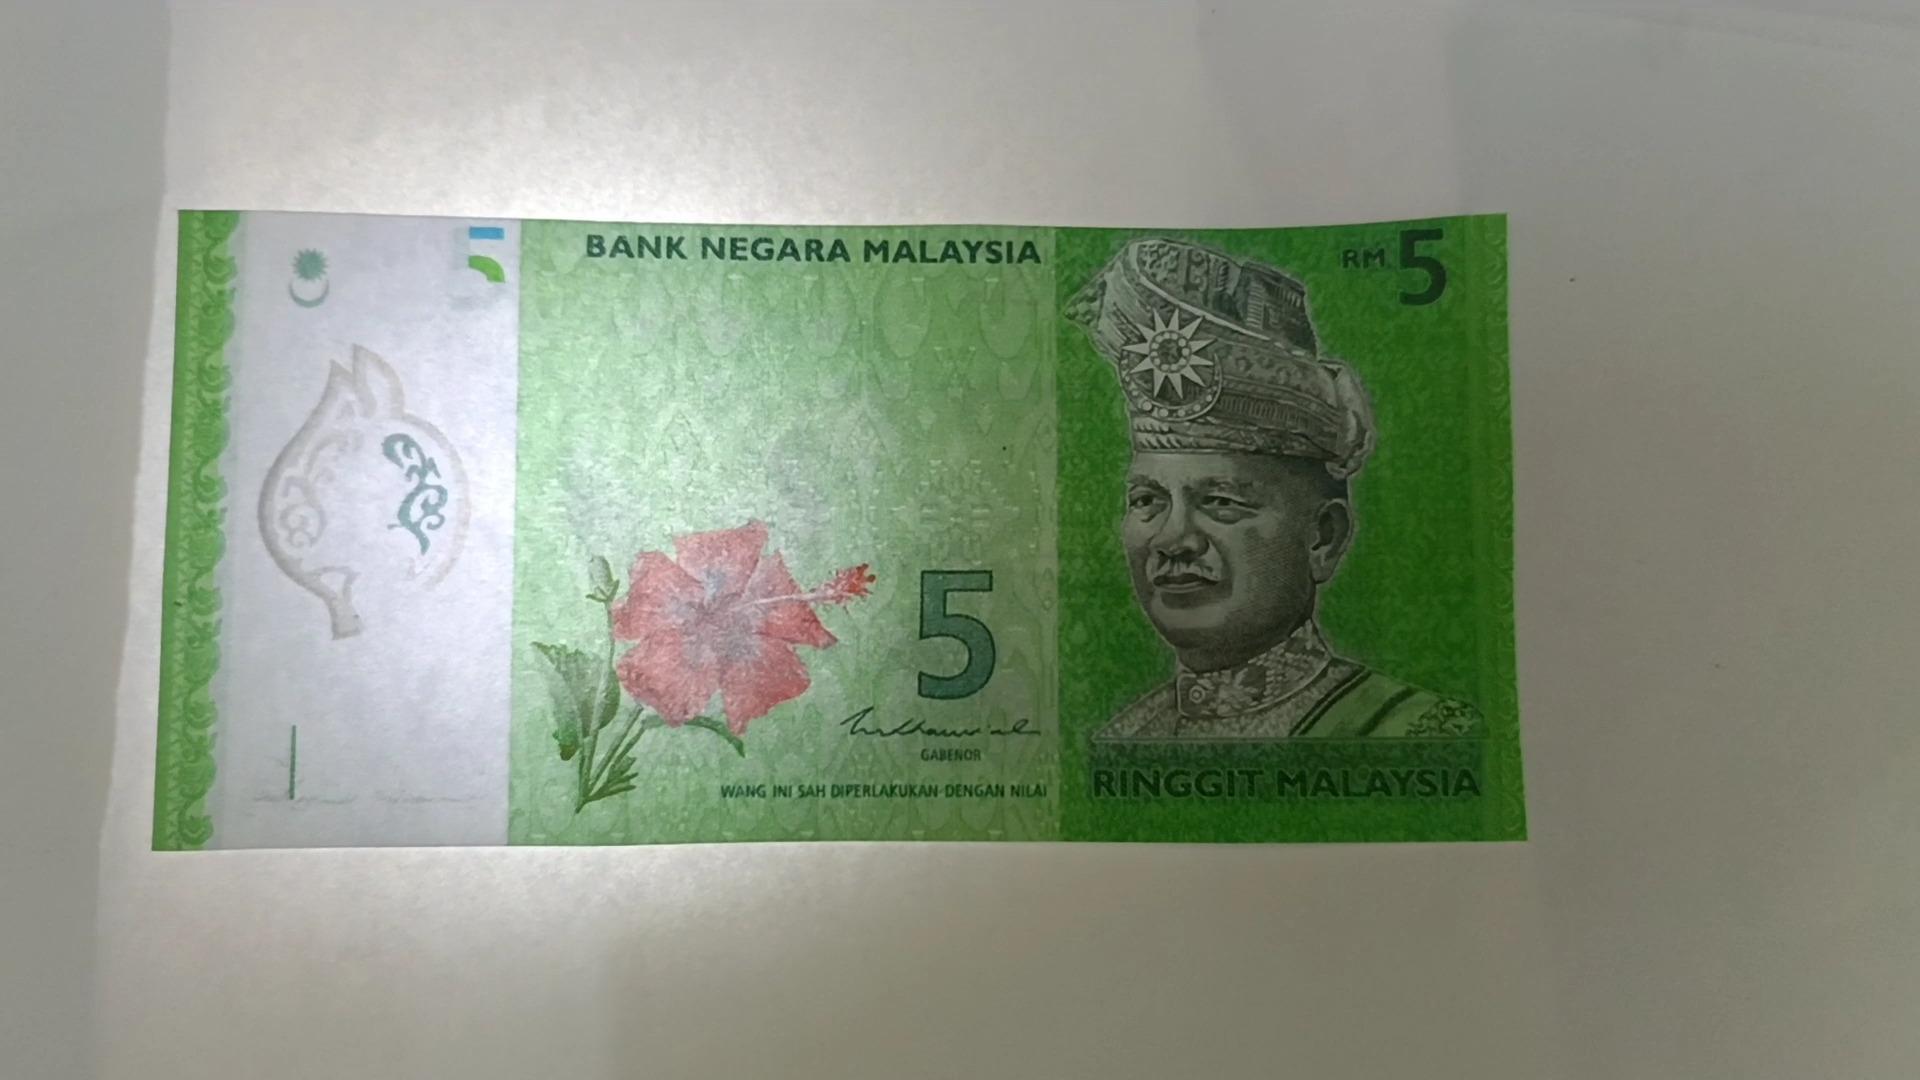 BANK NEGARA MALAYSIA
RM 5
5
GABENOR
WANG INI SAH DIPERLAKUKAN DENGAN NILAI
RINGGIT MALAYSIA